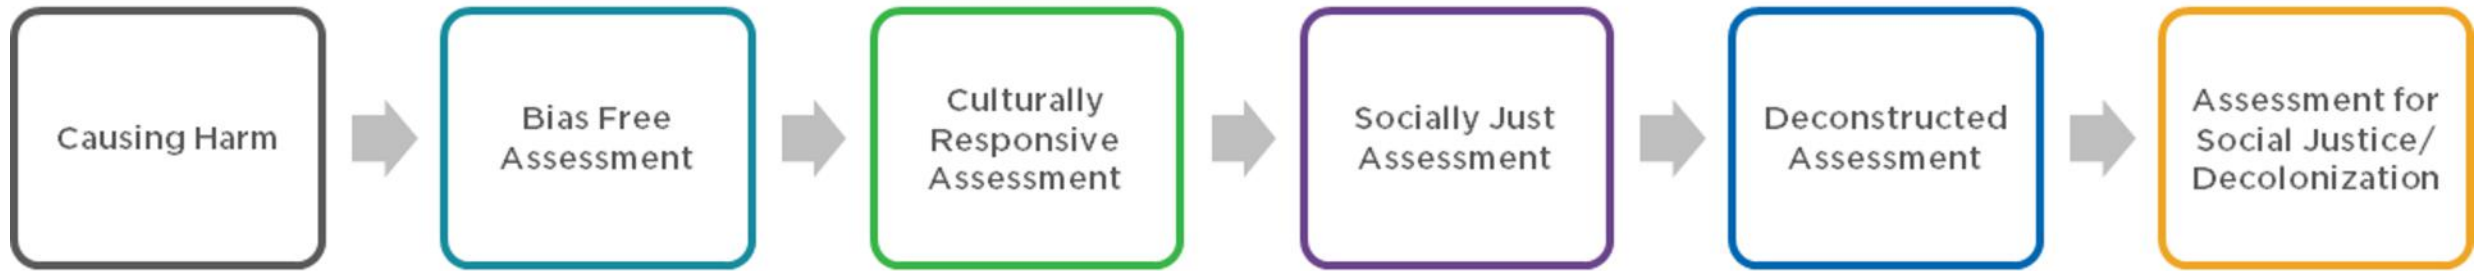 Causing Harm
Bias Free
Assessment
Culturally
Responsive
Assessment
Socially Just
Assessment
Deconstructed
Assessment
Assessment for
Social Justice/
Decolonization